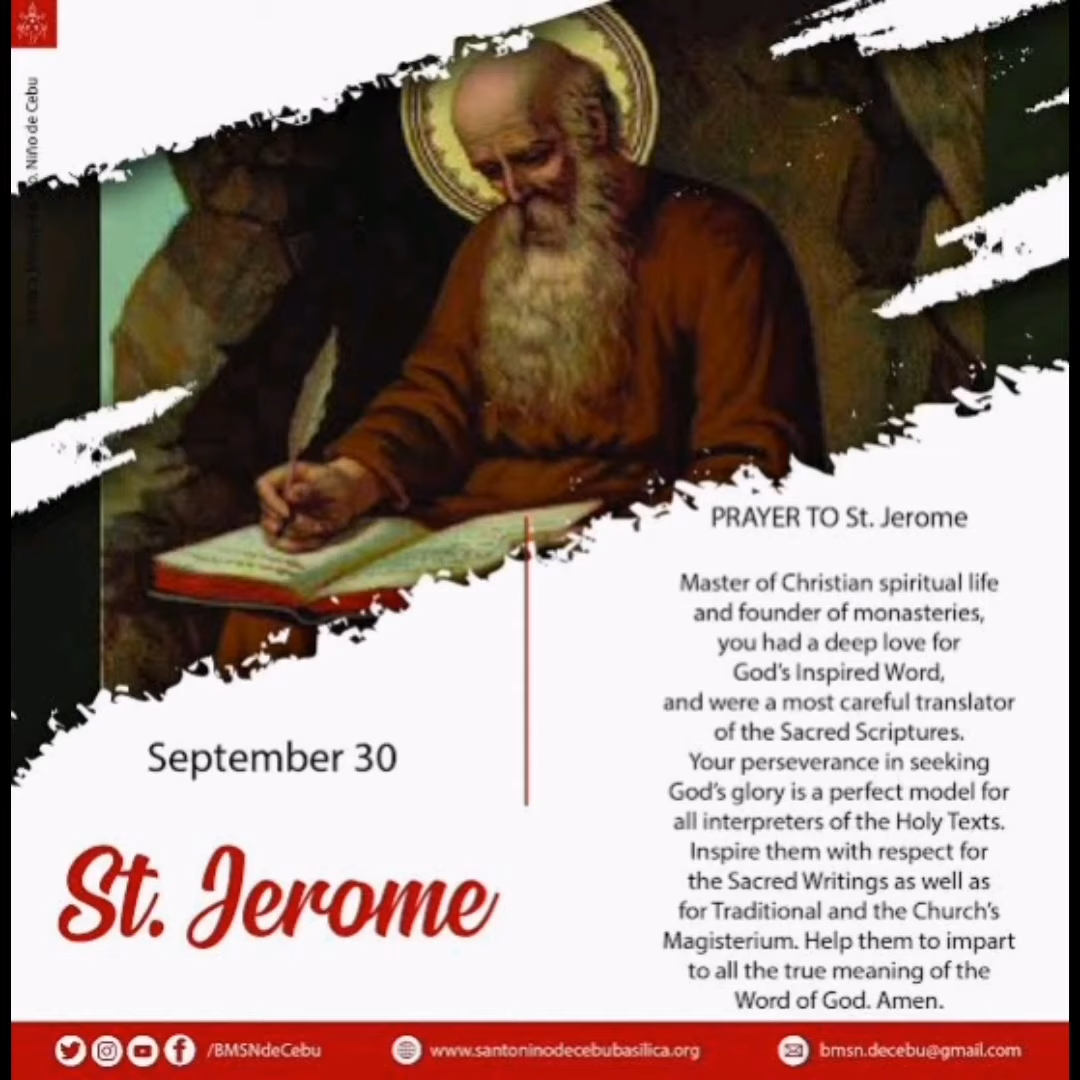 Niño de Cebu
PRAYER TO St. Jerome
Master of Christian spiritual life
and founder of monasteries,
you had a deep love for
God's Inspired Word,
and were a most careful translator
of the Sacred Scriptures.
Your perseverance in seeking
God's glory is a perfect model for
all interpreters of the Holy Texts.
Inspire them with respect for
the Sacred Writings as well as
for Traditional and the Church's
Magisterium. Help them to impart
to all the true meaning of the
Word of God. Amen.
September 30
St. Jerome
/BMSNdeCebu
www.santoninodecebubasilica.org
bmsn.decebu@gmail.com